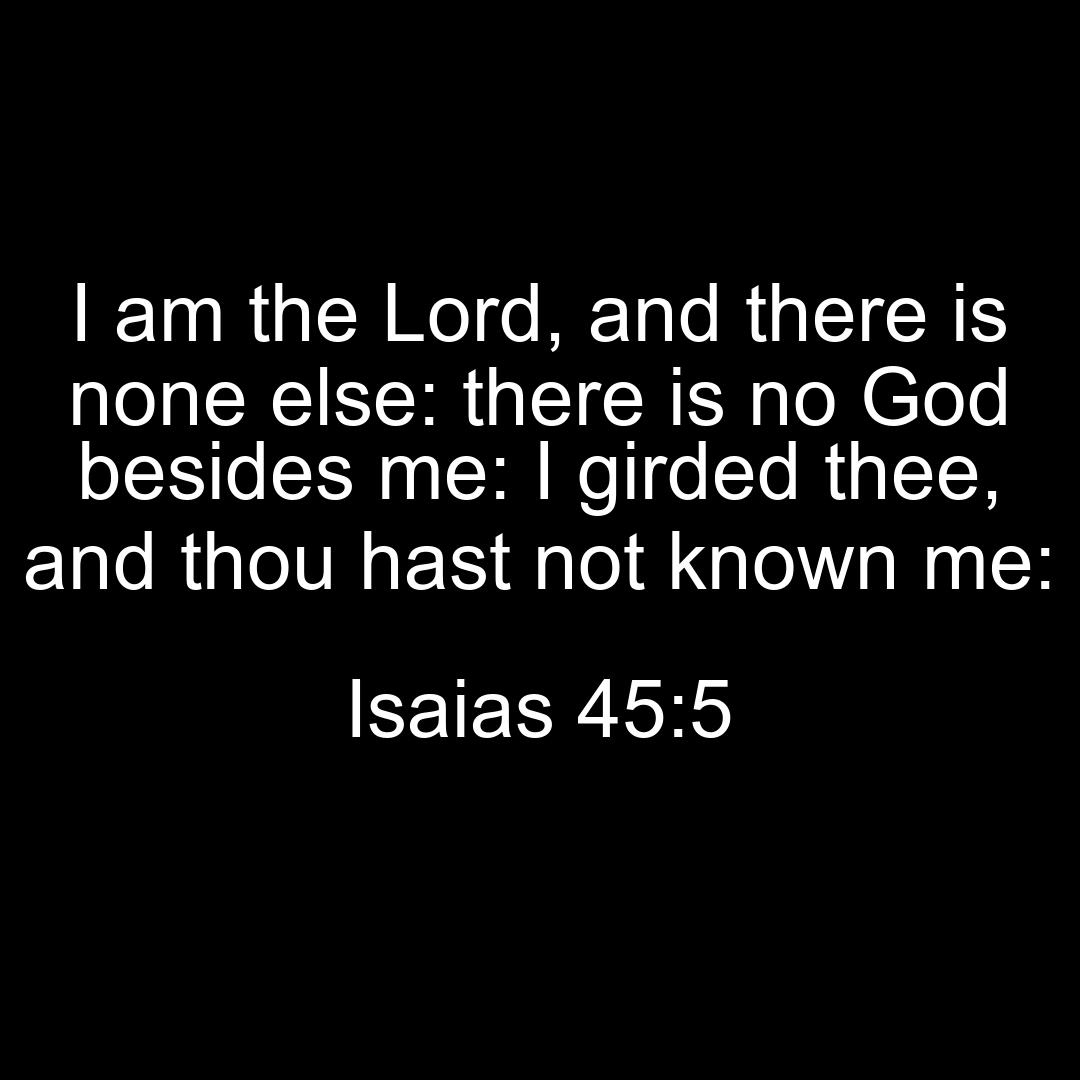 I am the Lord, and there is
none else: there is no God
besides me: I girded thee,
and thou hast not known me:
Isaias 45:5